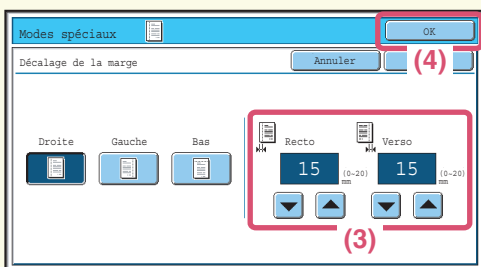 Modes spéciaux
OK
Décalage de la marge
Annuler
(4)
Droite
Gauche
Bas
Recto
Verso
15
(0~20)
mm
15
(0~20)
mm
(3)